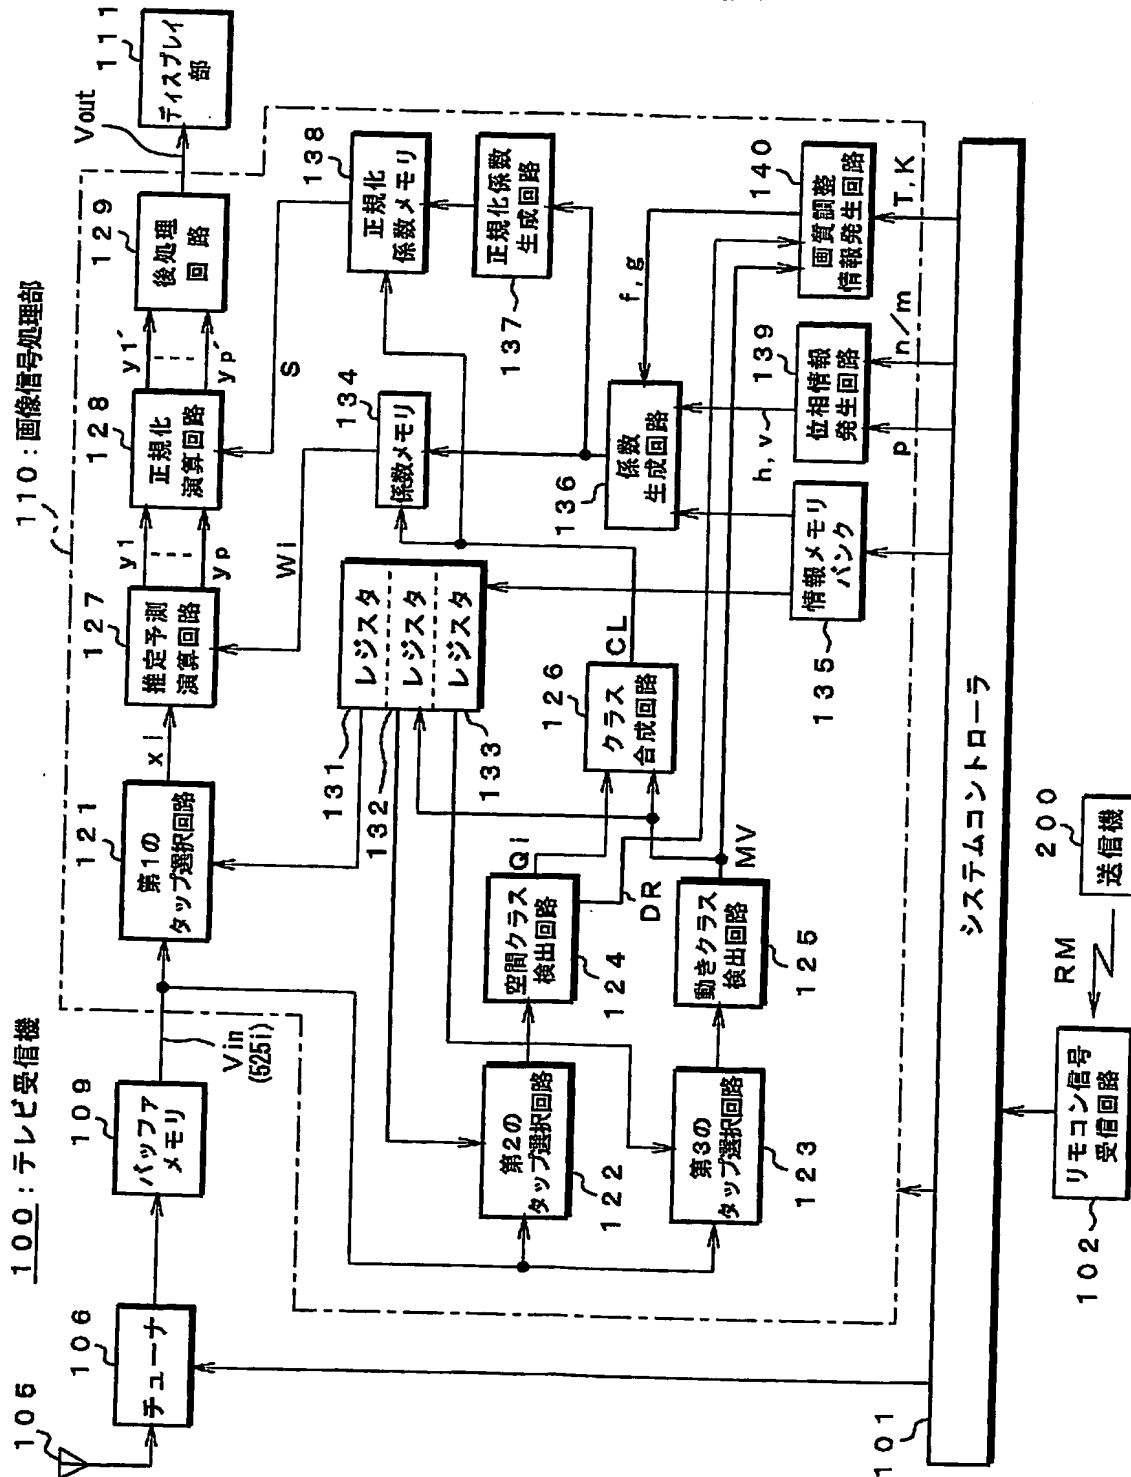 100：テレビ受信機
110：画像信号処理部
105
106
チューナ
109
バッファ
メモリ
Vin
(525i)
121
第1の
タップ選択回路
xi
127
推定予測
演算回路
y1
yp
128
正規化
演算回路
y1´
yp´
129
後処理
回路
Vout
111
ディスプレイ
部
Wi
S
131
132
133
レジスタ
レジスタ
レジスタ
134
係数メモリ
138
正規化
係数メモリ
137
正規化係数
生成回路
122
第2の
タップ選択回路
124
空間クラス
検出回路
Qi
DR
126
クラス
合成回路
CL
136
係数
生成回路
f,g
h,v
123
第3の
タップ選択回路
125
動きクラス
検出回路
MV
135
情報メモリ
バンク
139
位相情報
発生回路
p
n/m
140
画質調整
情報発生回路
T,K
101
システムコントローラ
102
リモコン信号
受信回路
RM
200
送信機